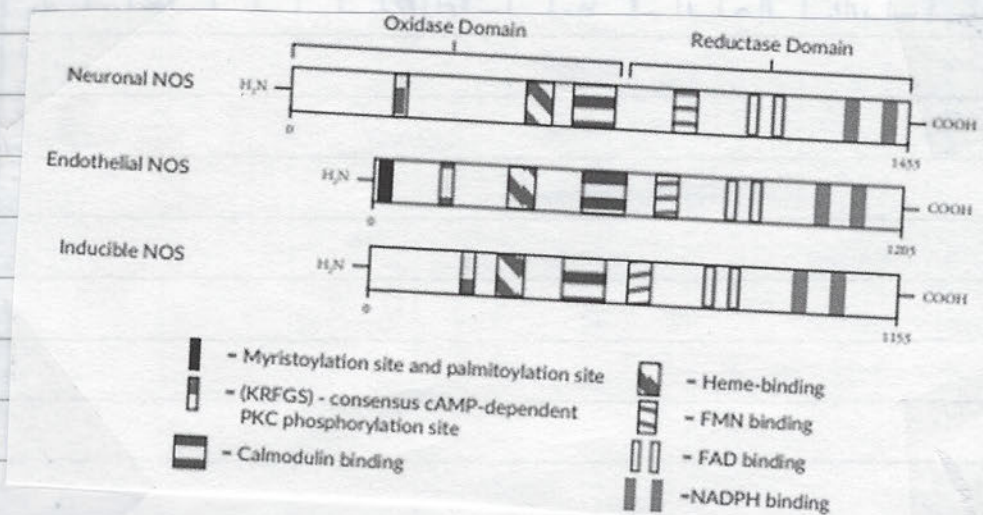 Oxidase Domain
Reductase Domain
Neuronal NOS
H₂N
COOH
0
1455
Endothelial NOS
H₂N
COOH
0
1205
Inducible NOS
H₂N
COOH
0
1155
- Myristoylation site and palmitoylation site
- (KRFGS) - consensus cAMP-dependent
PKC phosphorylation site
- Calmodulin binding
- Heme-binding
- FMN binding
- FAD binding
-NADPH binding